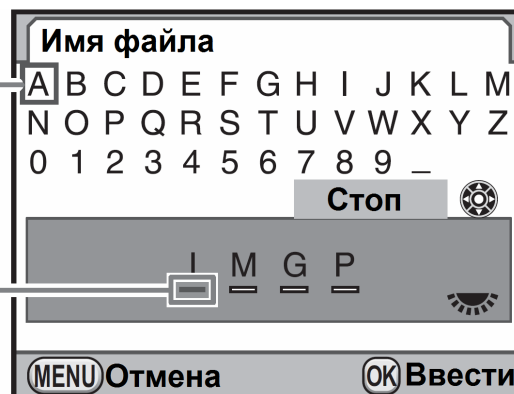 Имя файла
A B C D E F G H I J K L M
N O P Q R S T U V W X Y Z
0 1 2 3 4 5 6 7 8 9 _
Стоп
I M G P
MENU Отмена OK Ввести